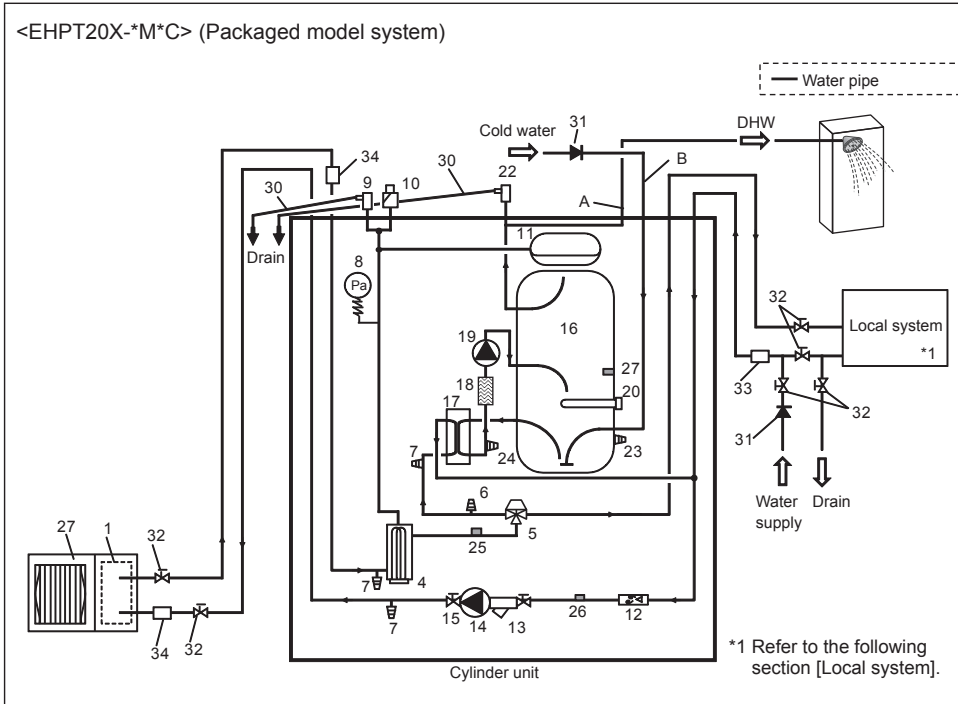 <EHPT20X-*M*C> (Packaged model system)
Water pipe
Cold water
31
DHW
B
34
9
10
30
22
30
A
Drain
11
8
Pa
16
32
Local system
*1
19
27
33
18
20
17
32
24
23
31
7
6
5
Water
supply
Drain
25
27
1
32
4
7
34
32
7
15
14
13
26
12
Cylinder unit
*1 Refer to the following
section [Local system].